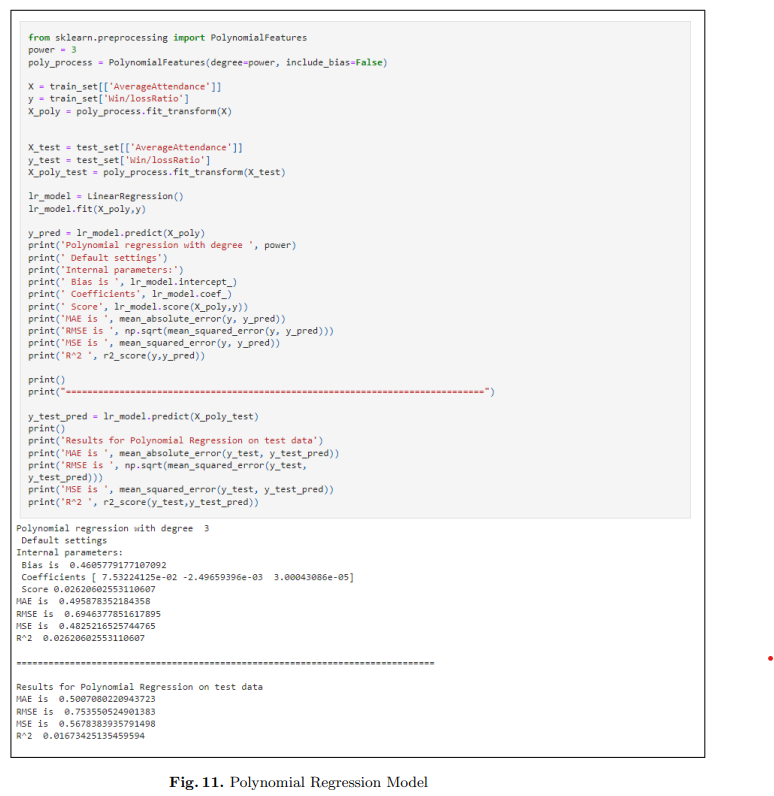 from sklearn.preprocessing import PolynomialFeatures
power = 3
poly_process = PolynomialFeatures(degree=power, include_bias=False)
X = train_set[['AverageAttendance']]
y = train_set['Win/lossRatio']
X_poly = poly_process.fit_transform(X)
X_test = test_set[['AverageAttendance']]
y_test = test_set['Win/lossRatio']
X_poly_test = poly_process.fit_transform(X_test)
lr_model = LinearRegression()
lr_model.fit(X_poly,y)
y_pred = lr_model.predict(X_poly)
print('Polynomial regression with degree ', power)
print(' Default settings')
print('Internal parameters:')
print(' Bias is ', lr_model.intercept_)
print(' Coefficients', lr_model.coef_)
print(' Score', lr_model.score(X_poly,y))
print('MAE is ', mean_absolute_error(y, y_pred))
print('RMSE is ', np.sqrt(mean_squared_error(y, y_pred)))
print('MSE is ', mean_squared_error(y, y_pred))
print('R^2 ', r2_score(y,y_pred))
print()
print("==============================================================================")
y_test_pred = lr_model.predict(X_poly_test)
print()
print('Results for Polynomial Regression on test data')
print('MAE is ', mean_absolute_error(y_test, y_test_pred))
print('RMSE is ', np.sqrt(mean_squared_error(y_test,
y_test_pred)))
print('MSE is ', mean_squared_error(y_test, y_test_pred))
print('R^2 ', r2_score(y_test,y_test_pred))
Polynomial regression with degree  3
 Default settings
Internal parameters:
 Bias is  0.4605779177107092
 Coefficients [ 7.53224125e-02 -2.49659396e-03  3.00043086e-05]
 Score 0.02620602553110607
MAE is  0.495878352184358
RMSE is  0.6946377851617895
MSE is  0.4825216525744765
R^2  0.02620602553110607
==============================================================================
Results for Polynomial Regression on test data
MAE is  0.5007080220943723
RMSE is  0.753550524901383
MSE is  0.5678383935791498
R^2  0.01673425135459594
Fig. 11. Polynomial Regression Model